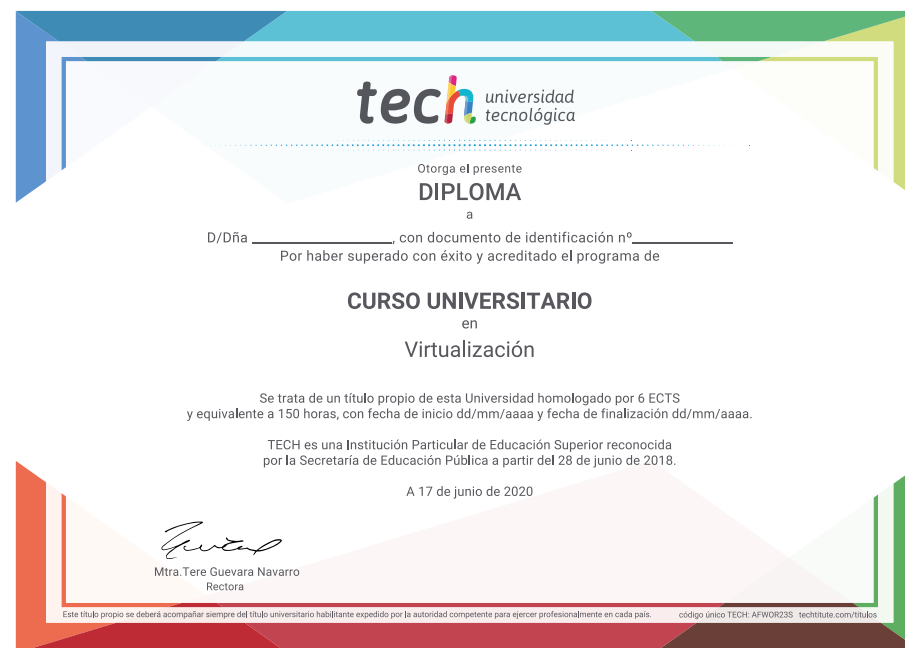 tech universidad
tecnológica
Otorga el presente
DIPLOMA
a
D/Dña ____________________, con documento de identificación nº______________
Por haber superado con éxito y acreditado el programa de
CURSO UNIVERSITARIO
en
Virtualización
Se trata de un título propio de esta Universidad homologado por 6 ECTS
y equivalente a 150 horas, con fecha de inicio dd/mm/aaaa y fecha de finalización dd/mm/aaaa.
TECH es una Institución Particular de Educación Superior reconocida
por la Secretaría de Educación Pública a partir del 28 de junio de 2018.
A 17 de junio de 2020
Mtra.Tere Guevara Navarro
Rectora
Este título propio se deberá acompañar siempre del título universitario habilitante expedido por la autoridad competente para ejercer profesionalmente en cada país. código único TECH: AFWOR23S techtitute.com/titulos